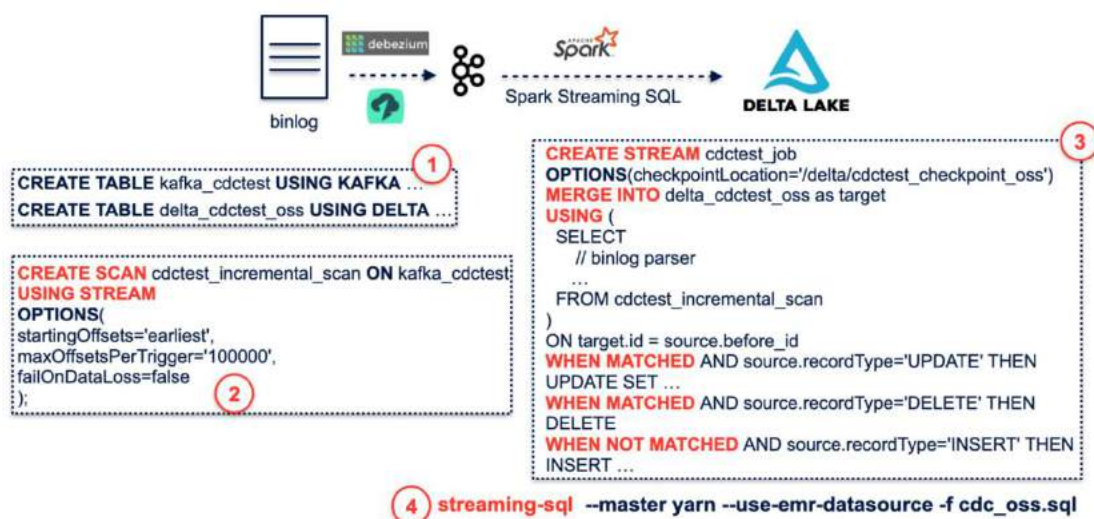 debezium
APACHE
Spark
binlog
Spark Streaming SQL
DELTA LAKE
1
CREATE TABLE kafka_cdctest USING KAFKA ...
CREATE TABLE delta_cdctest_oss USING DELTA ...
CREATE SCAN cdctest_incremental_scan ON kafka_cdctest
USING STREAM
OPTIONS(
startingOffsets='earliest',
maxOffsetsPerTrigger='100000',
failOnDataLoss=false
);
2
3
CREATE STREAM cdctest_job
OPTIONS(checkpointLocation='/delta/cdctest_checkpoint_oss')
MERGE INTO delta_cdctest_oss as target
USING (
SELECT
// binlog parser
...
FROM cdctest_incremental_scan
)
ON target.id = source.before_id
WHEN MATCHED AND source.recordType='UPDATE' THEN
UPDATE SET ...
WHEN MATCHED AND source.recordType='DELETE' THEN
DELETE
WHEN NOT MATCHED AND source.recordType='INSERT' THEN
INSERT ...
4 streaming-sql --master yarn --use-emr-datasource -f cdc_oss.sql